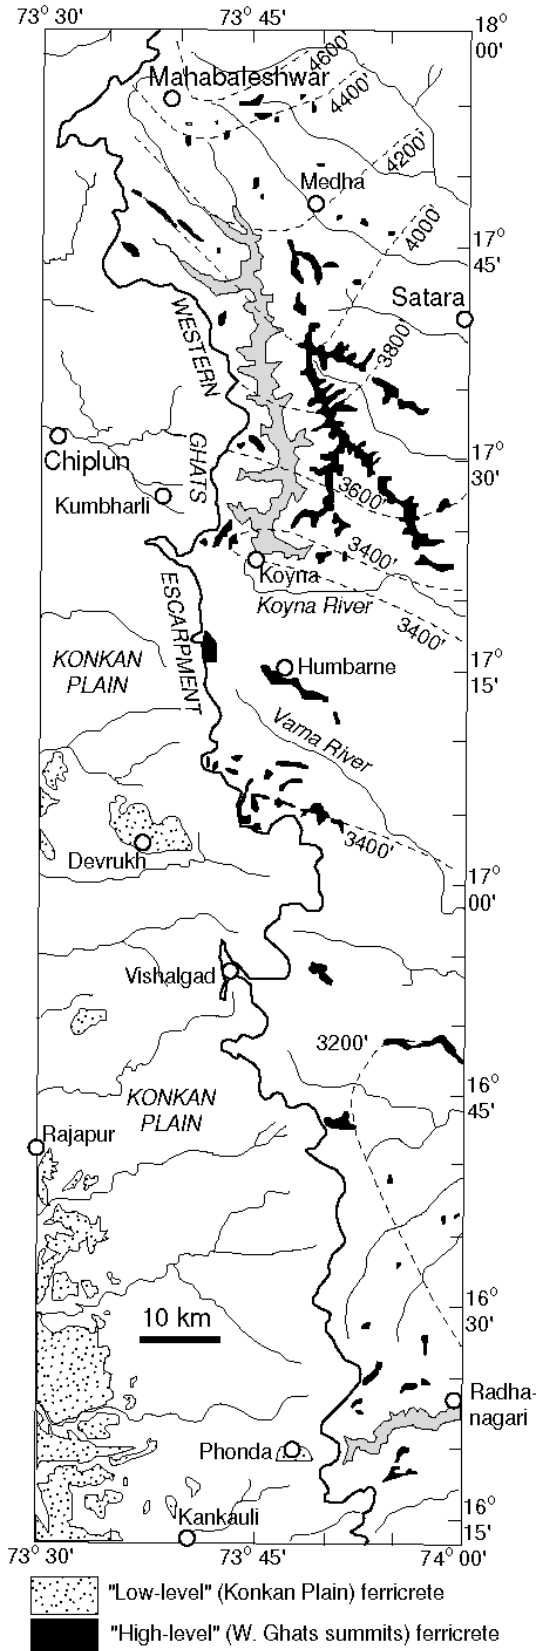 73° 30' 73° 45' 18°
00'
4600'
Mahabaleshwar
4400'
4200'
Medha
4000'
17°
45'
Satara
WESTERN
3800'
GHATS
17°
30'
Chiplun
3600'
Kumbharli
3400'
Koyna
Koyna River
3400'
ESCARPMENT
KONKAN
PLAIN
17°
15'
Humbarne
Varna River
3400'
Devrukh
17°
00'
Vishalgad
3200'
16°
45'
KONKAN
PLAIN
Rajapur
16°
30'
10 km
Radha-
nagari
Phonda
Kankauli
16°
15'
73° 30' 73° 45' 74° 00'
"Low-level" (Konkan Plain) ferricrete
"High-level" (W. Ghats summits) ferricrete